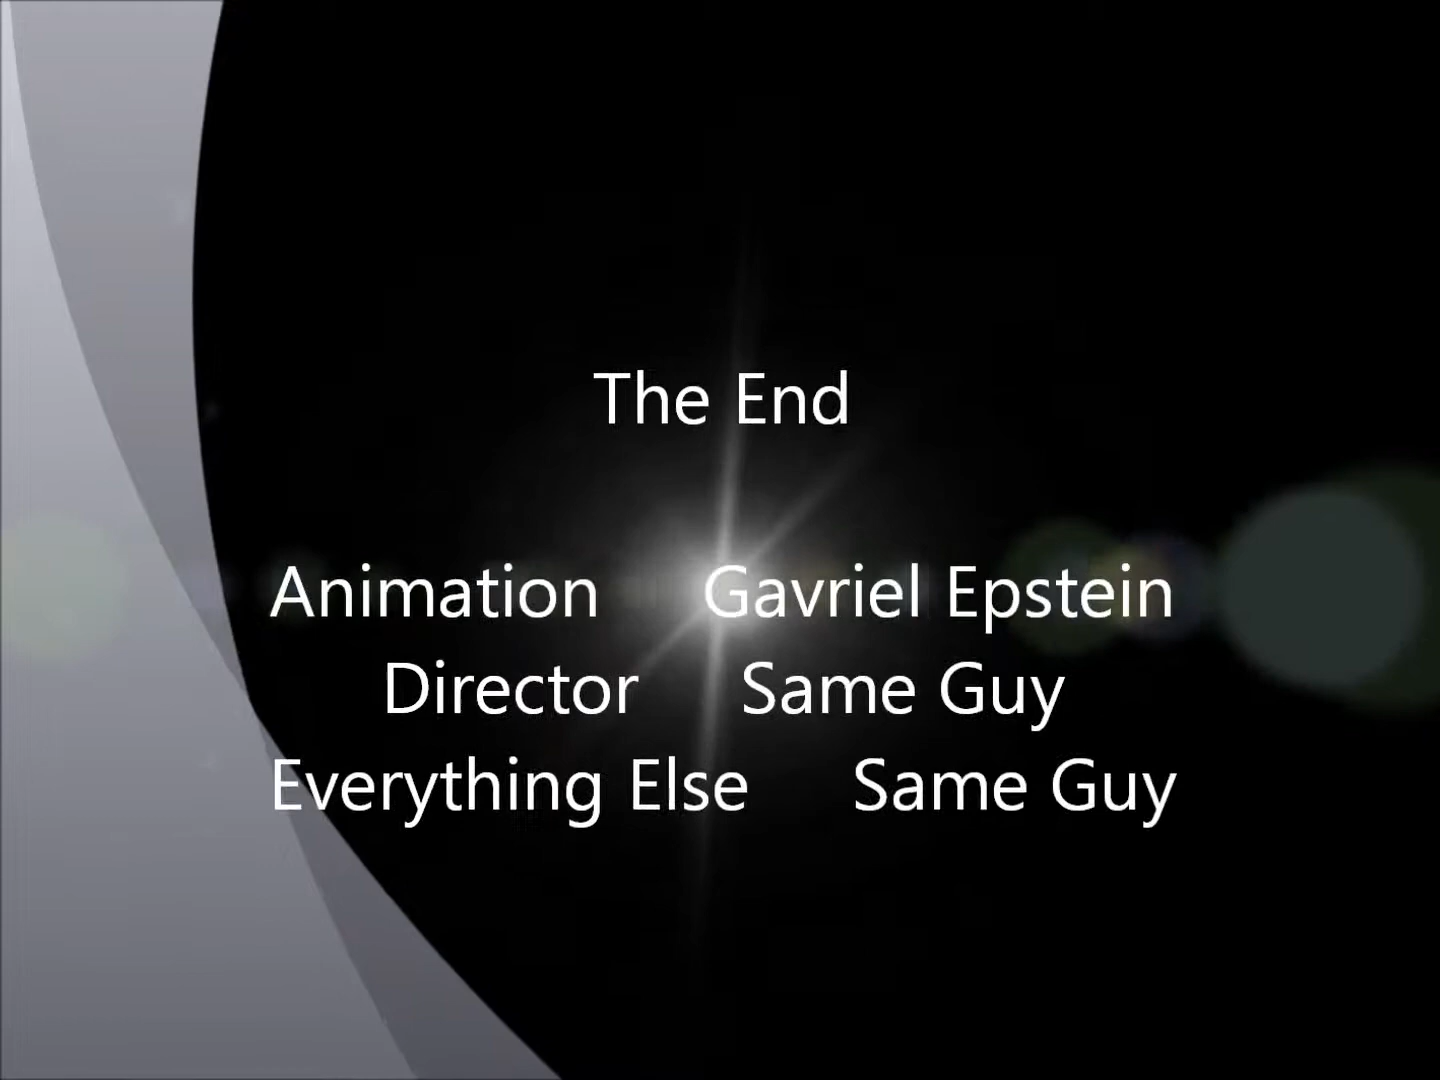 The End
Animation Gavriel Epstein
Director Same Guy
Everything Else Same Guy